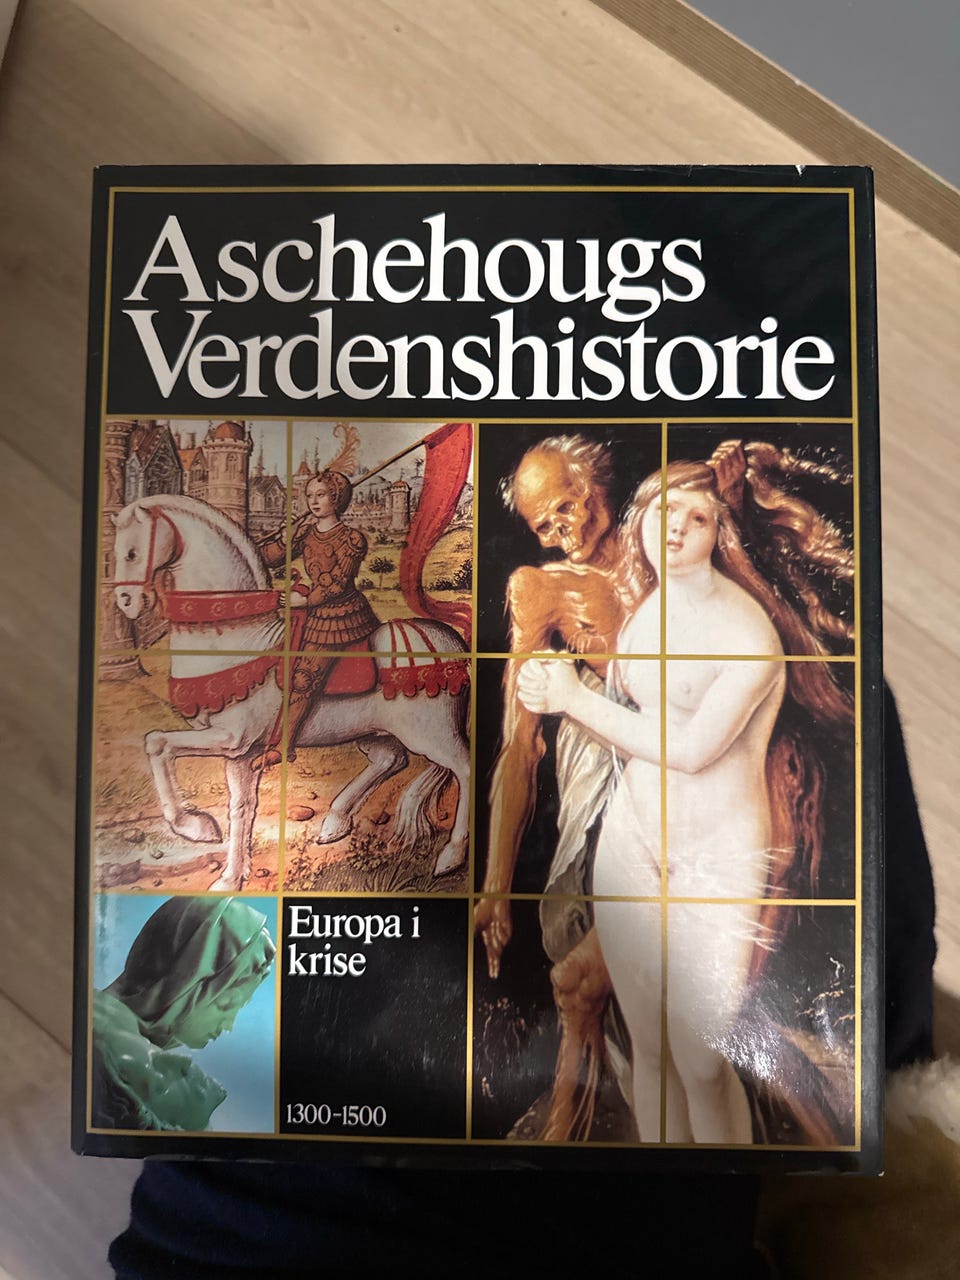 Aschehougs
Verdenshistorie
Europa i
krise
1300-1500